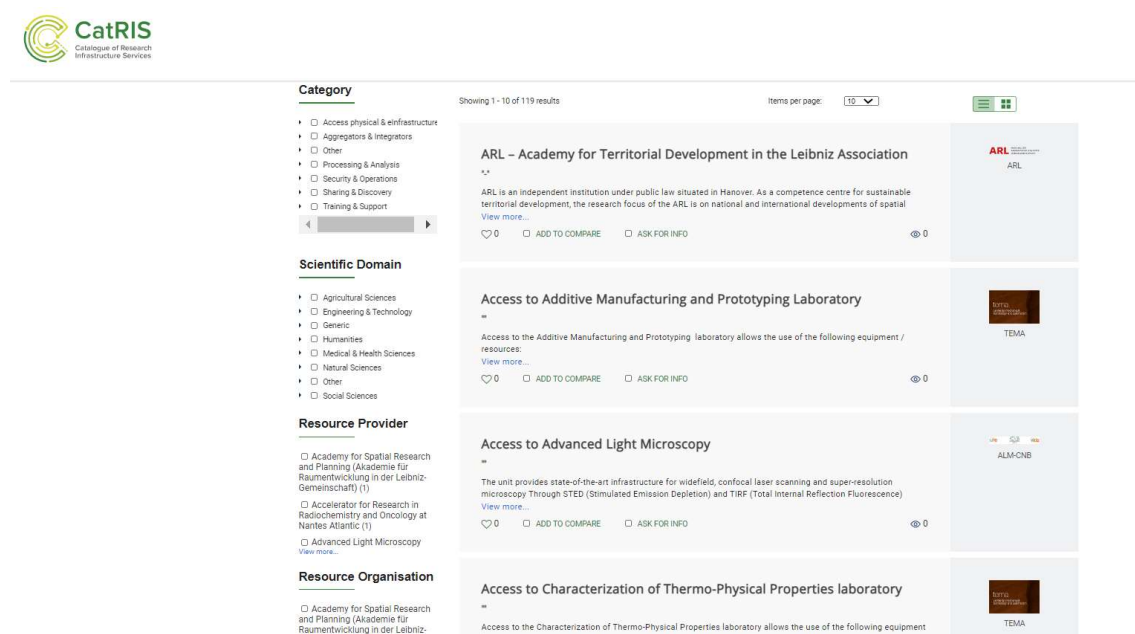 CatRIS
Catalogue of Research
Infrastructure Services
Category
Access physical & eInfrastructure
Aggregators & Integrators
Other
Processing & Analysis
Security & Operations
Sharing & Discovery
Training & Support
Scientific Domain
Agricultural Sciences
Engineering & Technology
Generic
Humanities
Medical & Health Sciences
Natural Sciences
Other
Social Sciences
Resource Provider
Academy for Spatial Research
and Planning (Akademie für
Raumentwicklung in der Leibniz-
Gemeinschaft) (1)
Accelerator for Research in
Radiochemistry and Oncology at
Nantes Atlantic (1)
Advanced Light Microscopy
View more...
Resource Organisation
Academy for Spatial Research
and Planning (Akademie für
Raumentwicklung in der Leibniz-
Showing 1 - 10 of 119 results
Items per page: 10
ARL – Academy for Territorial Development in the Leibniz Association
"-"
ARL is an independent institution under public law situated in Hanover. As a competence centre for sustainable
territorial development, the research focus of the ARL is on national and international developments of spatial
View more...
0 ADD TO COMPARE ASK FOR INFO 0
ARL
ARL
Access to Additive Manufacturing and Prototyping Laboratory
""
Access to the Additive Manufacturing and Prototyping laboratory allows the use of the following equipment /
resources:
View more...
0 ADD TO COMPARE ASK FOR INFO 0
tema
TEMA
Access to Advanced Light Microscopy
""
The unit provides state-of-the-art infrastructure for widefield, confocal laser scanning and super-resolution
microscopy Through STED (Stimulated Emission Depletion) and TIRF (Total Internal Reflection Fluorescence)
View more...
0 ADD TO COMPARE ASK FOR INFO 0
ALM-CNB
Access to Characterization of Thermo-Physical Properties laboratory
""
Access to the Characterization of Thermo-Physical Properties laboratory allows the use of the following equipment
tema
TEMA